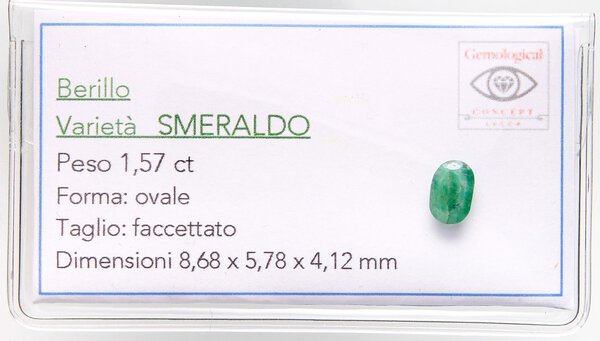 Gemological
CONCEPT
LUCCA
Berillo
Varietà SMERALDO
Peso 1,57 ct
Forma: ovale
Taglio: faccettato
Dimensioni 8,68 x 5,78 x 4,12 mm